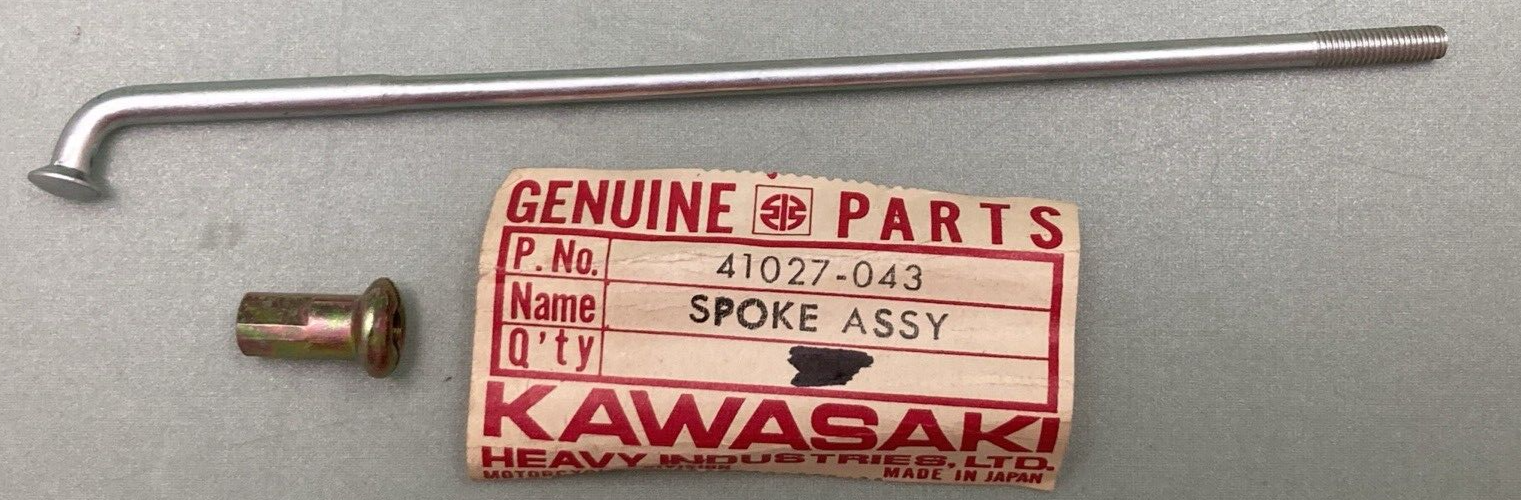 GENUINE PARTS
P. No. 41027-043
Name SPOKE ASSY
Q'ty
KAWASAKI
HEAVY INDUSTRIES, LTD.
MADE IN JAPAN